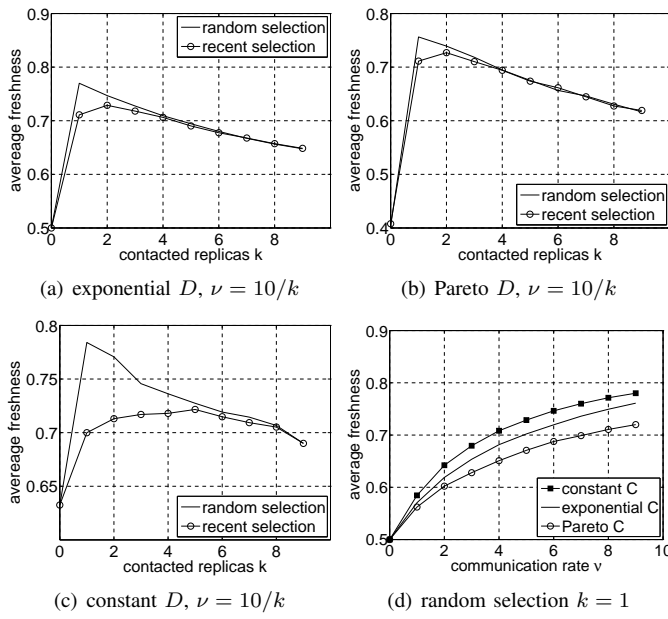 0.9
0.8
0.7
0.6
0.5
0 2 4 6 8
avereage freshness
contacted replicas k
random selection
recent selection
(a) exponential D, ν = 10/k
0.8
0.7
0.6
0.5
0.4
0 2 4 6 8
avereage freshness
contacted replicas k
random selection
recent selection
(b) Pareto D, ν = 10/k
0.8
0.75
0.7
0.65
0 2 4 6 8
avereage freshness
contacted replicas k
random selection
recent selection
(c) constant D, ν = 10/k
0.9
0.8
0.7
0.6
0.5
0 2 4 6 8 10
average freshness
communication rate ν
constant C
exponential C
Pareto C
(d) random selection k = 1